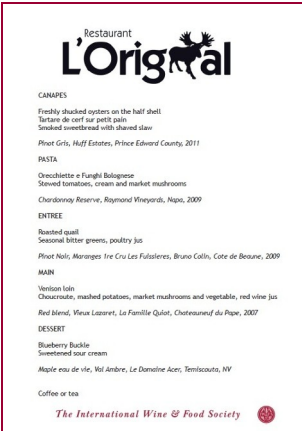 Restaurant
L'Orignal
CANAPES
Freshly shucked oysters on the half shell
Tartare de cerf sur petit pain
Smoked sweetbread with shaved slaw
Pinot Gris, Huff Estates, Prince Edward County, 2011
PASTA
Orecchiette e Funghi Bolognese
Stewed tomatoes, cream and market mushrooms
Chardonnay Reserve, Raymond Vineyards, Napa, 2009
ENTREE
Roasted quail
Seasonal bitter greens, poultry jus
Pinot Noir, Maranges 1re Cru Les Fuissieres, Bruno Colin, Cote de Beaune, 2009
MAIN
Venison loin
Choucroute, mashed potatoes, market mushrooms and vegetable, red wine jus
Red blend, Vieux Lazaret, La Famille Quiot, Chateauneuf du Pape, 2007
DESSERT
Blueberry Buckle
Sweetened sour cream
Maple eau de vie, Val Ambre, Le Domaine Acer, Temiscouta, NV
Coffee or tea
The International Wine & Food Society